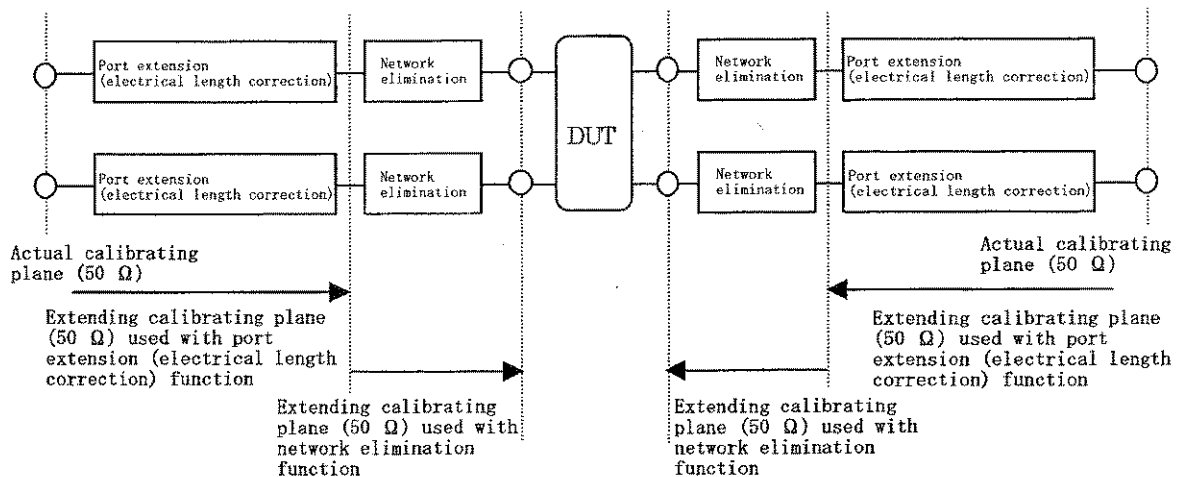 Port extension
(electrical length correction)
Network
elimination
DUT
Network
elimination
Port extension
(electrical length correction)
Port extension
(electrical length correction)
Network
elimination
Network
elimination
Port extension
(electrical length correction)
Actual calibrating
plane (50 Ω)
Actual calibrating
plane (50 Ω)
Extending calibrating plane
(50 Ω) used with port
extension (electrical length
correction) function
Extending calibrating plane
(50 Ω) used with port
extension (electrical length
correction) function
Extending calibrating
plane (50 Ω) used with
network elimination
function
Extending calibrating
plane (50 Ω) used with
network elimination
function